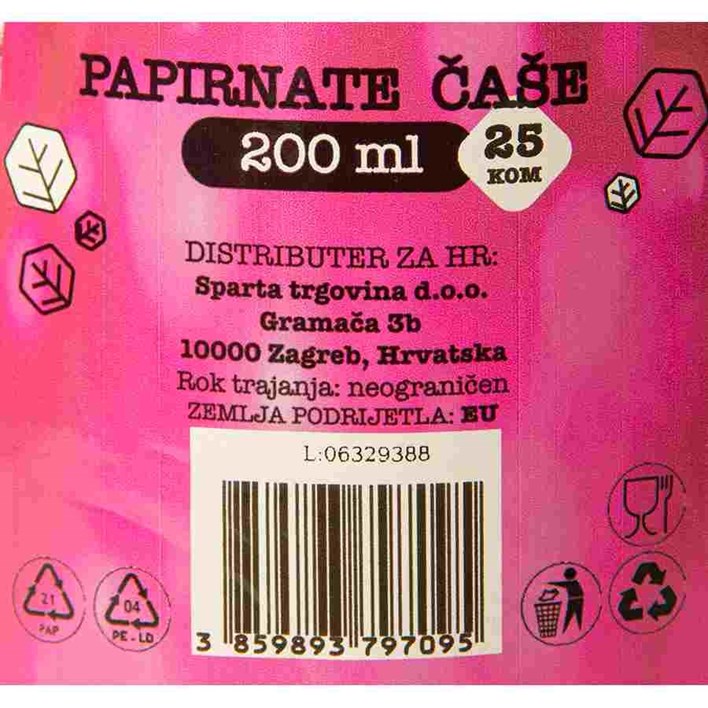 PAPIRNATE ČAŠE
200 ml
25
KOM
DISTRIBUTER ZA HR:
Sparta trgovina d.o.o.
Gramača 3b
10000 Zagreb, Hrvatska
Rok trajanja: neograničen
ZEMLJA PODRIJETLA: EU
L:06329388
3 859893 797095
21
PAP
04
PE-LD